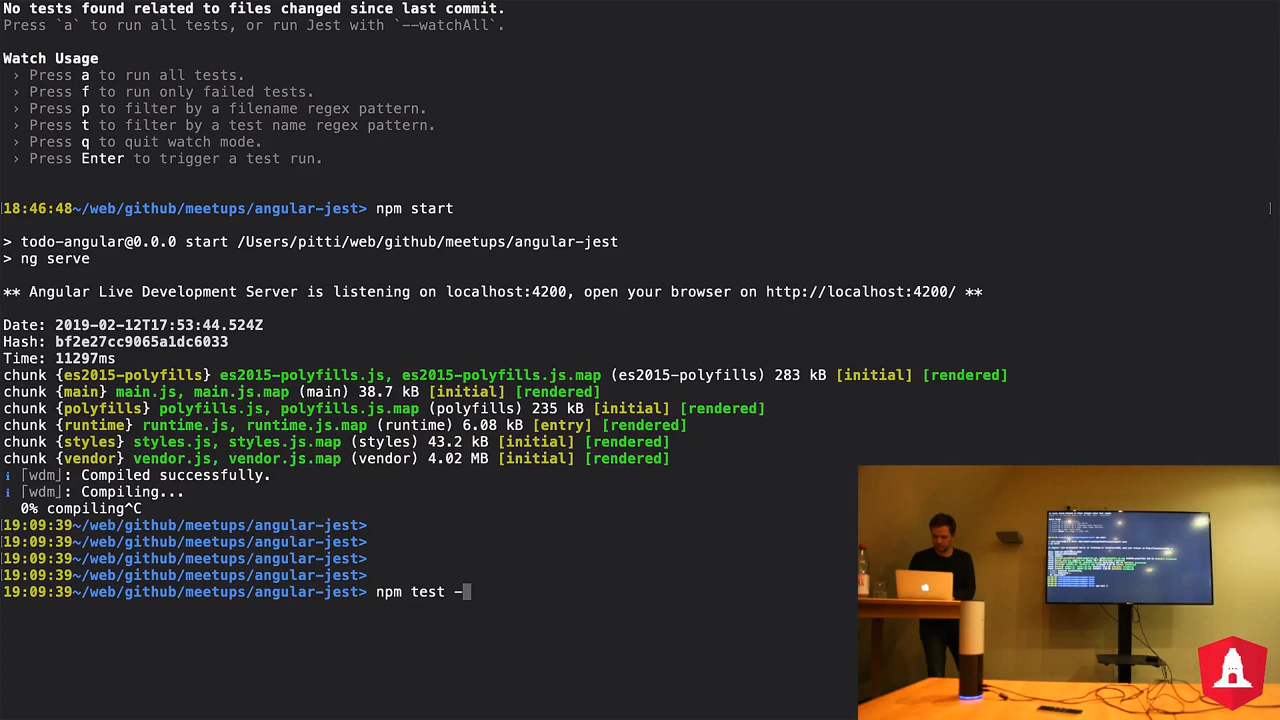 No tests found related to files changed since last commit.
Press `a` to run all tests, or run Jest with `--watchAll`.
Watch Usage
› Press a to run all tests.
› Press f to run only failed tests.
› Press p to filter by a filename regex pattern.
› Press t to filter by a test name regex pattern.
› Press q to quit watch mode.
› Press Enter to trigger a test run.
[18:46:48~/web/github/meetups/angular-jest> npm start ]
> todo-angular@0.0.0 start /Users/pitti/web/github/meetups/angular-jest
> ng serve
** Angular Live Development Server is listening on localhost:4200, open your browser on http://localhost:4200/ **
Date: 2019-02-12T17:53:44.524Z
Hash: bf2e27cc9065a1dc6033
Time: 11297ms
chunk {es2015-polyfills} es2015-polyfills.js, es2015-polyfills.js.map (es2015-polyfills) 283 kB [initial] [rendered]
chunk {main} main.js, main.js.map (main) 38.7 kB [initial] [rendered]
chunk {polyfills} polyfills.js, polyfills.js.map (polyfills) 235 kB [initial] [rendered]
chunk {runtime} runtime.js, runtime.js.map (runtime) 6.08 kB [entry] [rendered]
chunk {styles} styles.js, styles.js.map (styles) 43.2 kB [initial] [rendered]
chunk {vendor} vendor.js, vendor.js.map (vendor) 4.02 MB [initial] [rendered]
ℹ ｢wdm｣: Compiled successfully.
ℹ ｢wdm｣: Compiling...
0% compiling^C
[19:09:39~/web/github/meetups/angular-jest>
[19:09:39~/web/github/meetups/angular-jest>
[19:09:39~/web/github/meetups/angular-jest>
[19:09:39~/web/github/meetups/angular-jest>
19:09:39~/web/github/meetups/angular-jest> npm test -